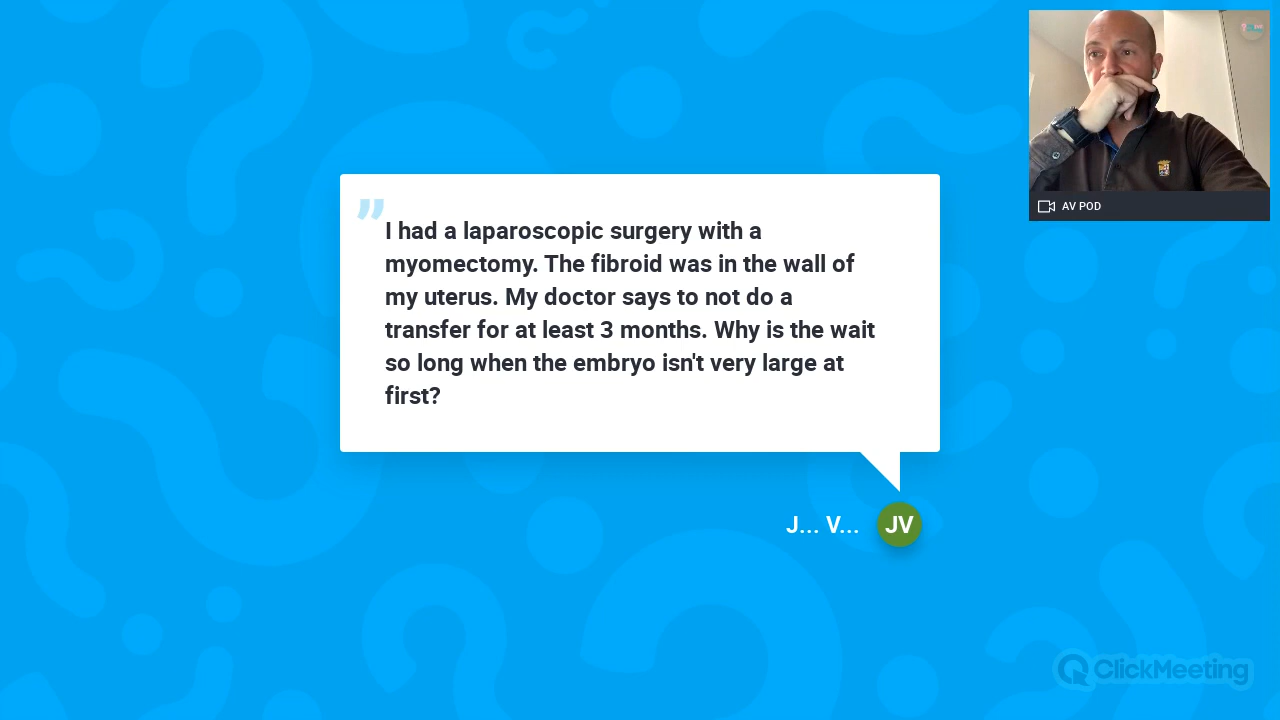 I had a laparoscopic surgery with a
myomectomy. The fibroid was in the wall of
my uterus. My doctor says to not do a
transfer for at least 3 months. Why is the wait
so long when the embryo isn't very large at
first?
J... V...
JV
AV POD
ClickMeeting